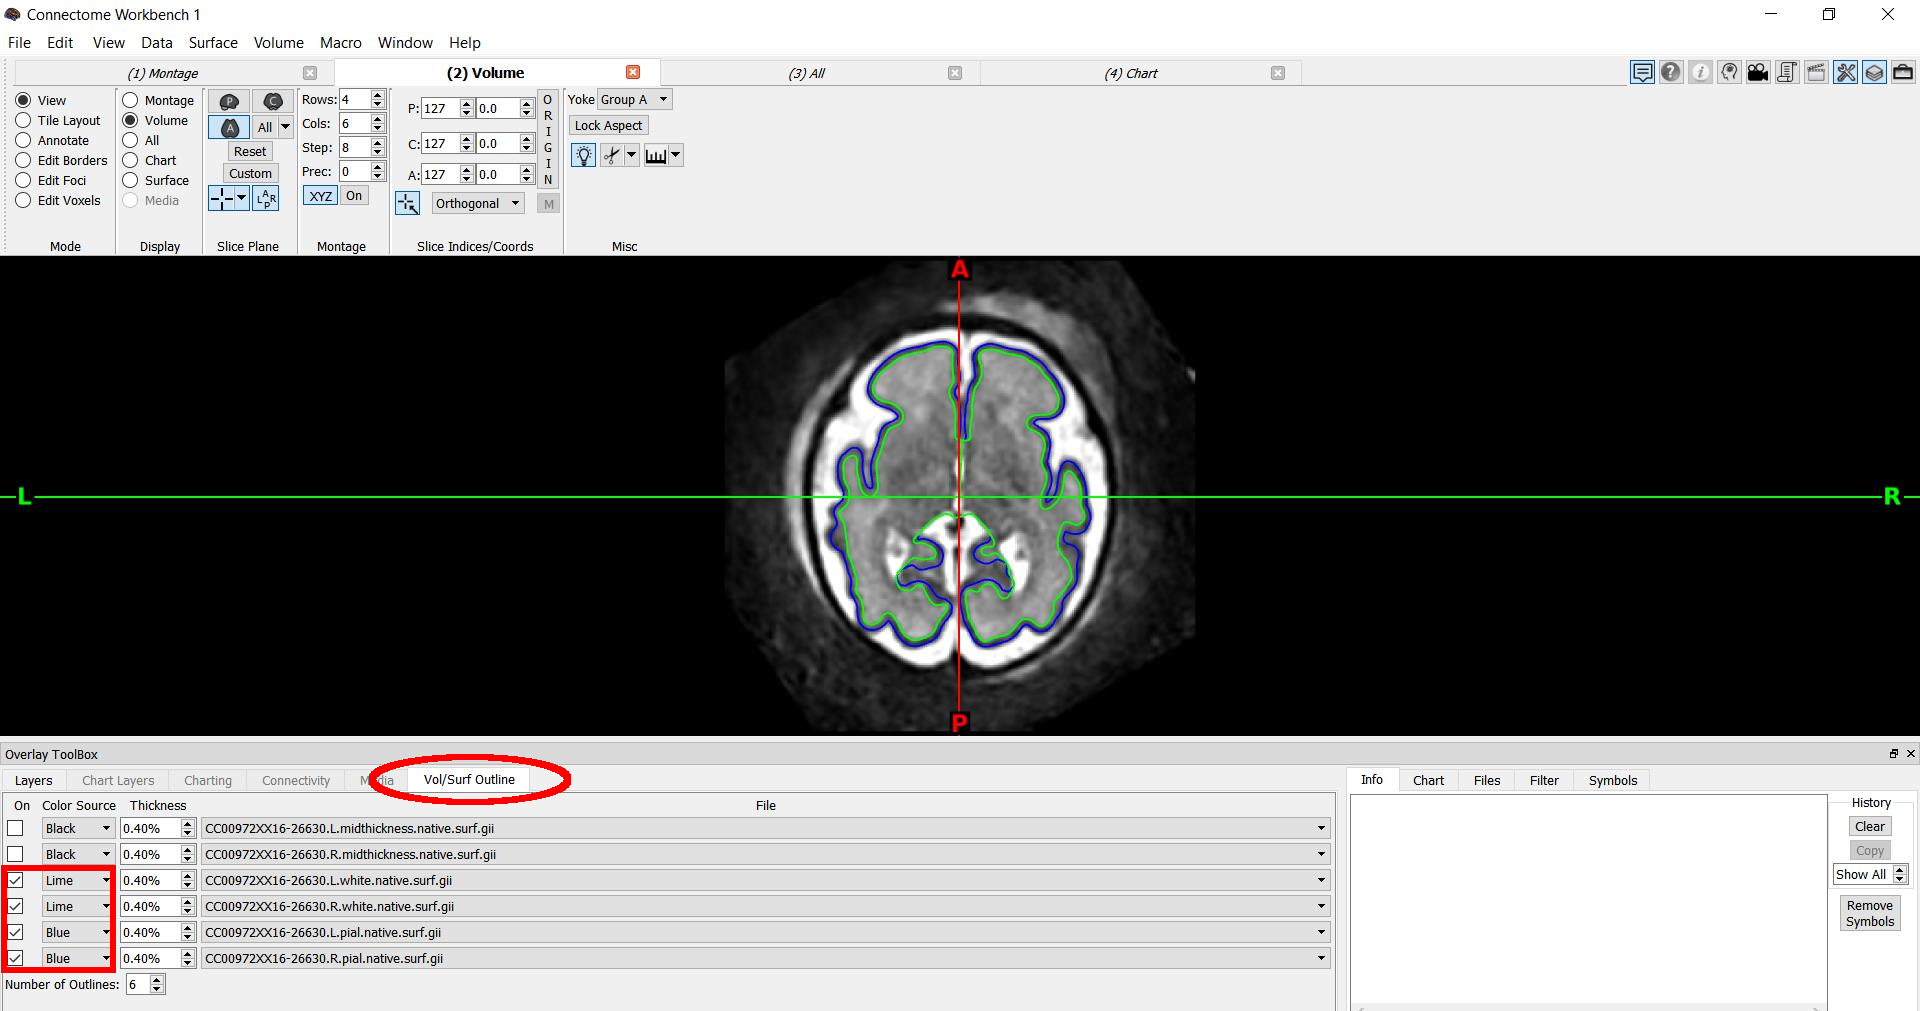 Connectome Workbench 1
File Edit View Data Surface Volume Macro Window Help
(1) Montage (2) Volume (3) All (4) Chart
View
Tile Layout
Annotate
Edit Borders
Edit Foci
Edit Voxels
Mode
Montage
Volume
All
Chart
Surface
Media
Display
P C
A All
Reset
Custom
L A R P
Slice Plane
Rows: 4
Cols: 6
Step: 8
Prec: 0
XYZ On
Montage
P: 127 0.0
C: 127 0.0
A: 127 0.0
Orthogonal
ORIGIN
M
Slice Indices/Coords
Yoke Group A
Lock Aspect
Misc
A
L R
P
Overlay ToolBox
Layers Chart Layers Charting Connectivity Media Vol/Surf Outline
On Color Source Thickness File
Black 0.40% CC00972XX16-26630.L.midthickness.native.surf.gii
Black 0.40% CC00972XX16-26630.R.midthickness.native.surf.gii
Lime 0.40% CC00972XX16-26630.L.white.native.surf.gii
Lime 0.40% CC00972XX16-26630.R.white.native.surf.gii
Blue 0.40% CC00972XX16-26630.L.pial.native.surf.gii
Blue 0.40% CC00972XX16-26630.R.pial.native.surf.gii
Number of Outlines: 6
Info Chart Files Filter Symbols
History
Clear
Copy
Show All
Remove
Symbols